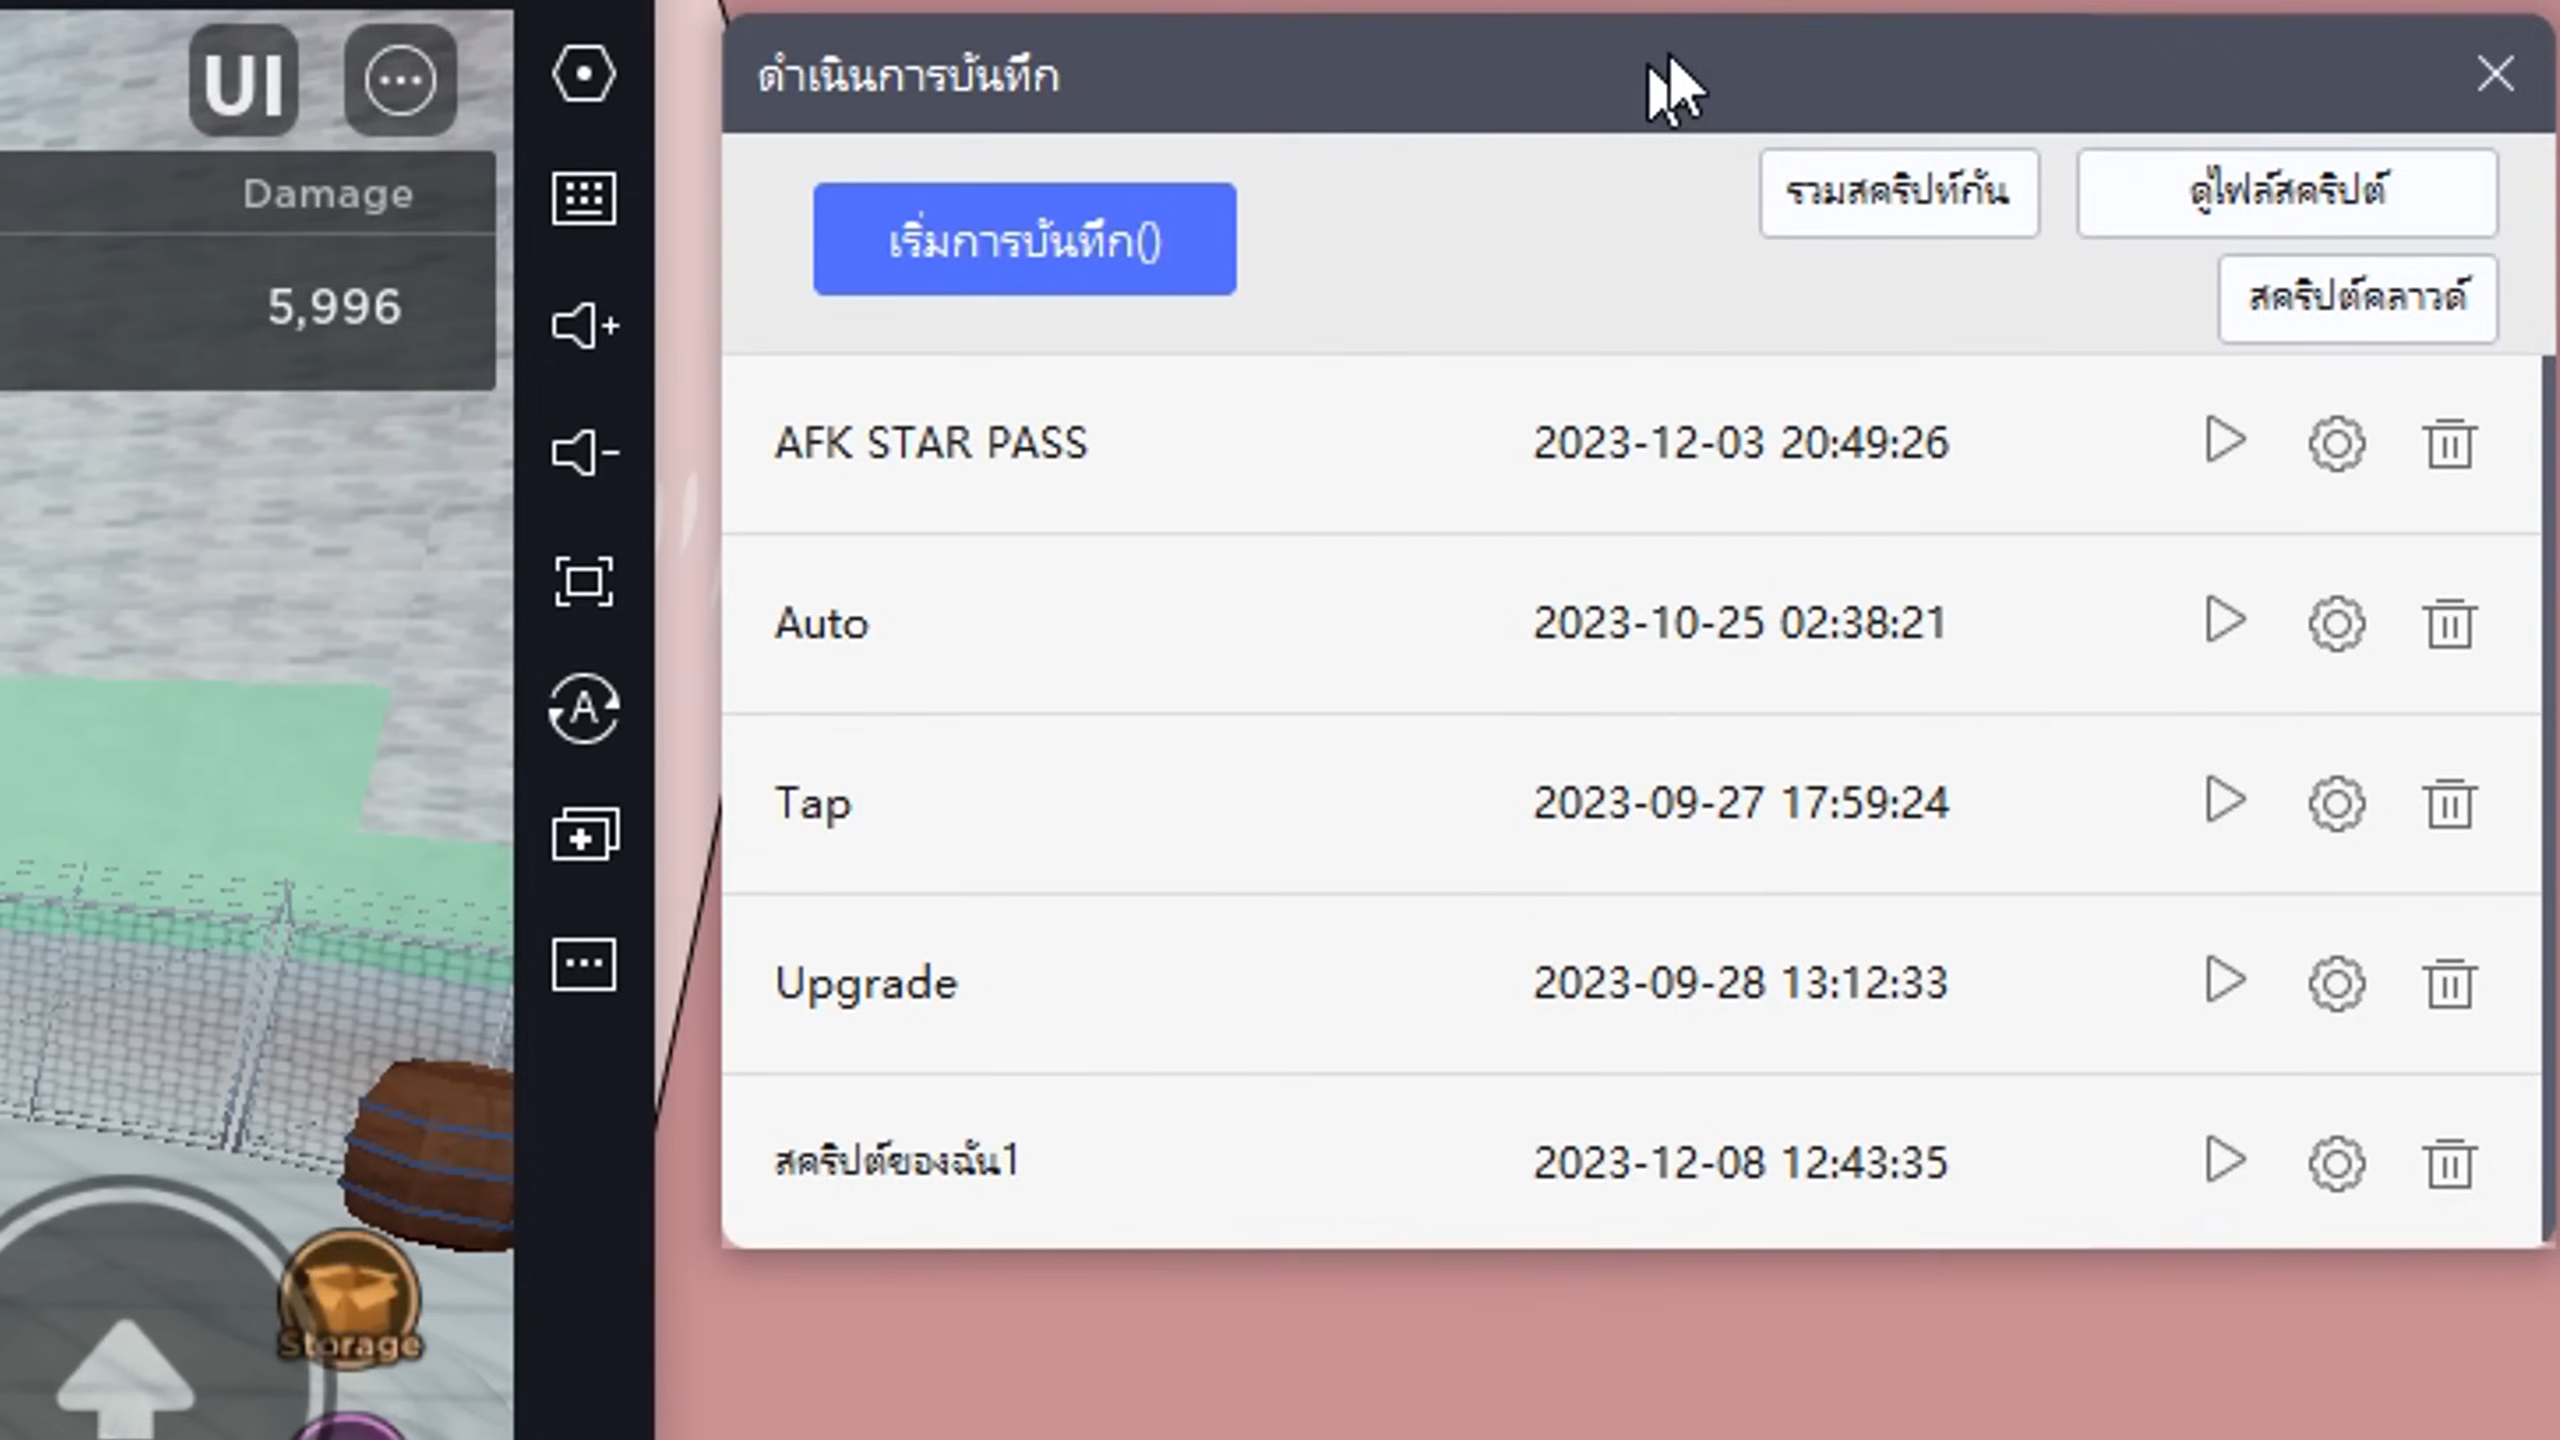 UI
Damage
5,996
Storage
ดำเนินการบันทึก
เริ่มการบันทึก()
รวมสคริปท์กัน
ดูไฟล์สคริปต์
สคริปต์คลาวด์
AFK STAR PASS 2023-12-03 20:49:26
Auto 2023-10-25 02:38:21
Tap 2023-09-27 17:59:24
Upgrade 2023-09-28 13:12:33
สคริปต์ของฉัน1 2023-12-08 12:43:35